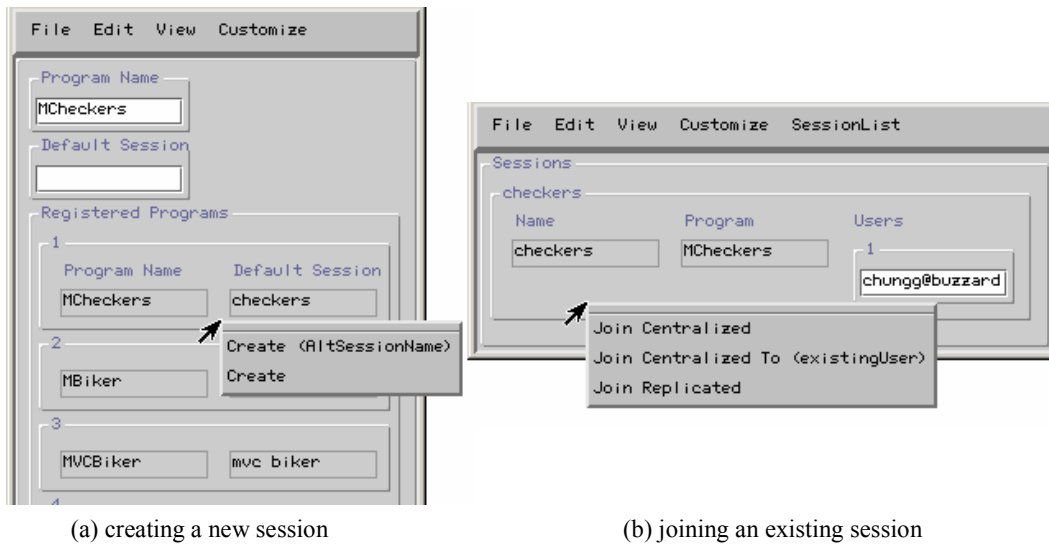 File Edit View Customize
Program Name
MCheckers
Default Session
Registered Programs
1
Program Name Default Session
MCheckers checkers
Create (AltSessionName)
Create
2
MBiker
3
MVCBiker mvc biker
4
(a) creating a new session
File Edit View Customize SessionList
Sessions
checkers
Name Program Users
1
checkers MCheckers
chungg@buzzard
Join Centralized
Join Centralized To (existingUser)
Join Replicated
(b) joining an existing session